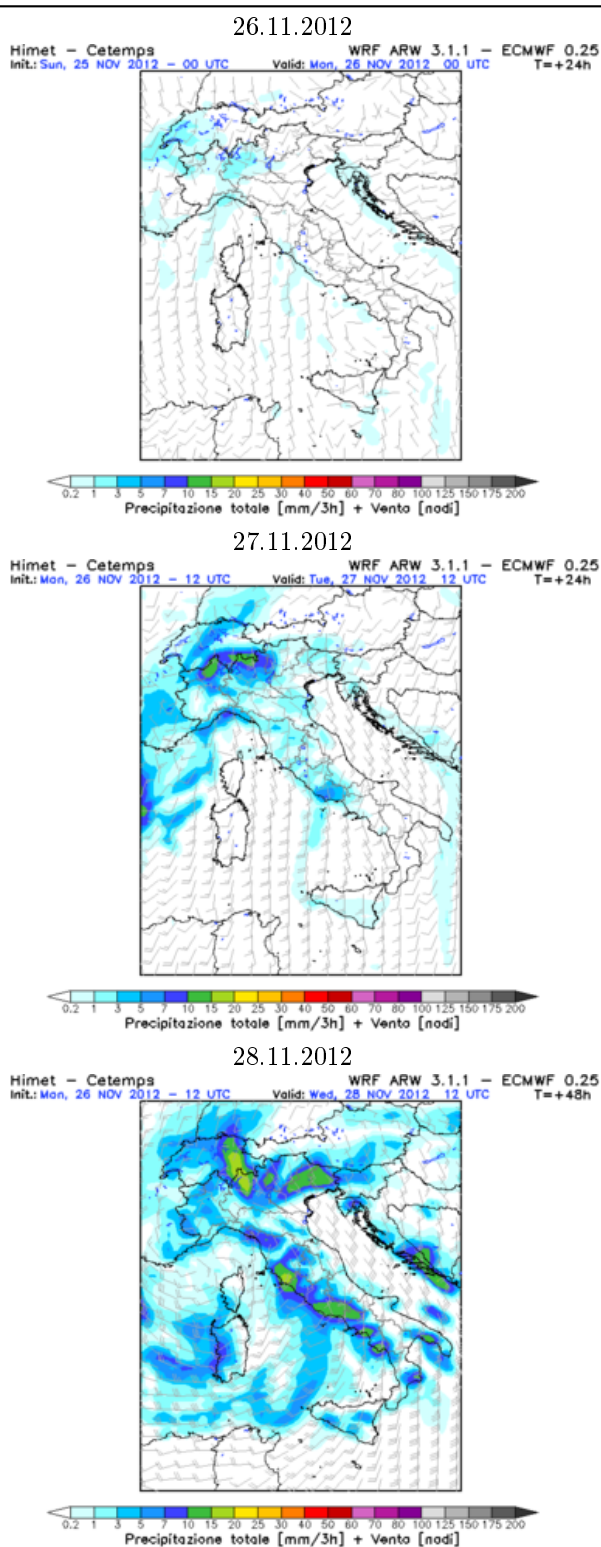 26.11.2012
Himet - Cetemps WRF ARW 3.1.1 - ECMWF 0.25
Init.: Sun, 25 NOV 2012 - 00 UTC Valid: Mon, 26 NOV 2012 00 UTC T=+24h
0.2 1 3 5 7 10 15 20 25 30 40 50 60 70 80 100 125 150 175 200
Precipitazione totale [mm/3h] + Vento [nodi]
27.11.2012
Himet - Cetemps WRF ARW 3.1.1 - ECMWF 0.25
Init.: Mon, 26 NOV 2012 - 12 UTC Valid: Tue, 27 NOV 2012 12 UTC T=+24h
0.2 1 3 5 7 10 15 20 25 30 40 50 60 70 80 100 125 150 175 200
Precipitazione totale [mm/3h] + Vento [nodi]
28.11.2012
Himet - Cetemps WRF ARW 3.1.1 - ECMWF 0.25
Init.: Mon, 26 NOV 2012 - 12 UTC Valid: Wed, 28 NOV 2012 12 UTC T=+48h
0.2 1 3 5 7 10 15 20 25 30 40 50 60 70 80 100 125 150 175 200
Precipitazione totale [mm/3h] + Vento [nodi]